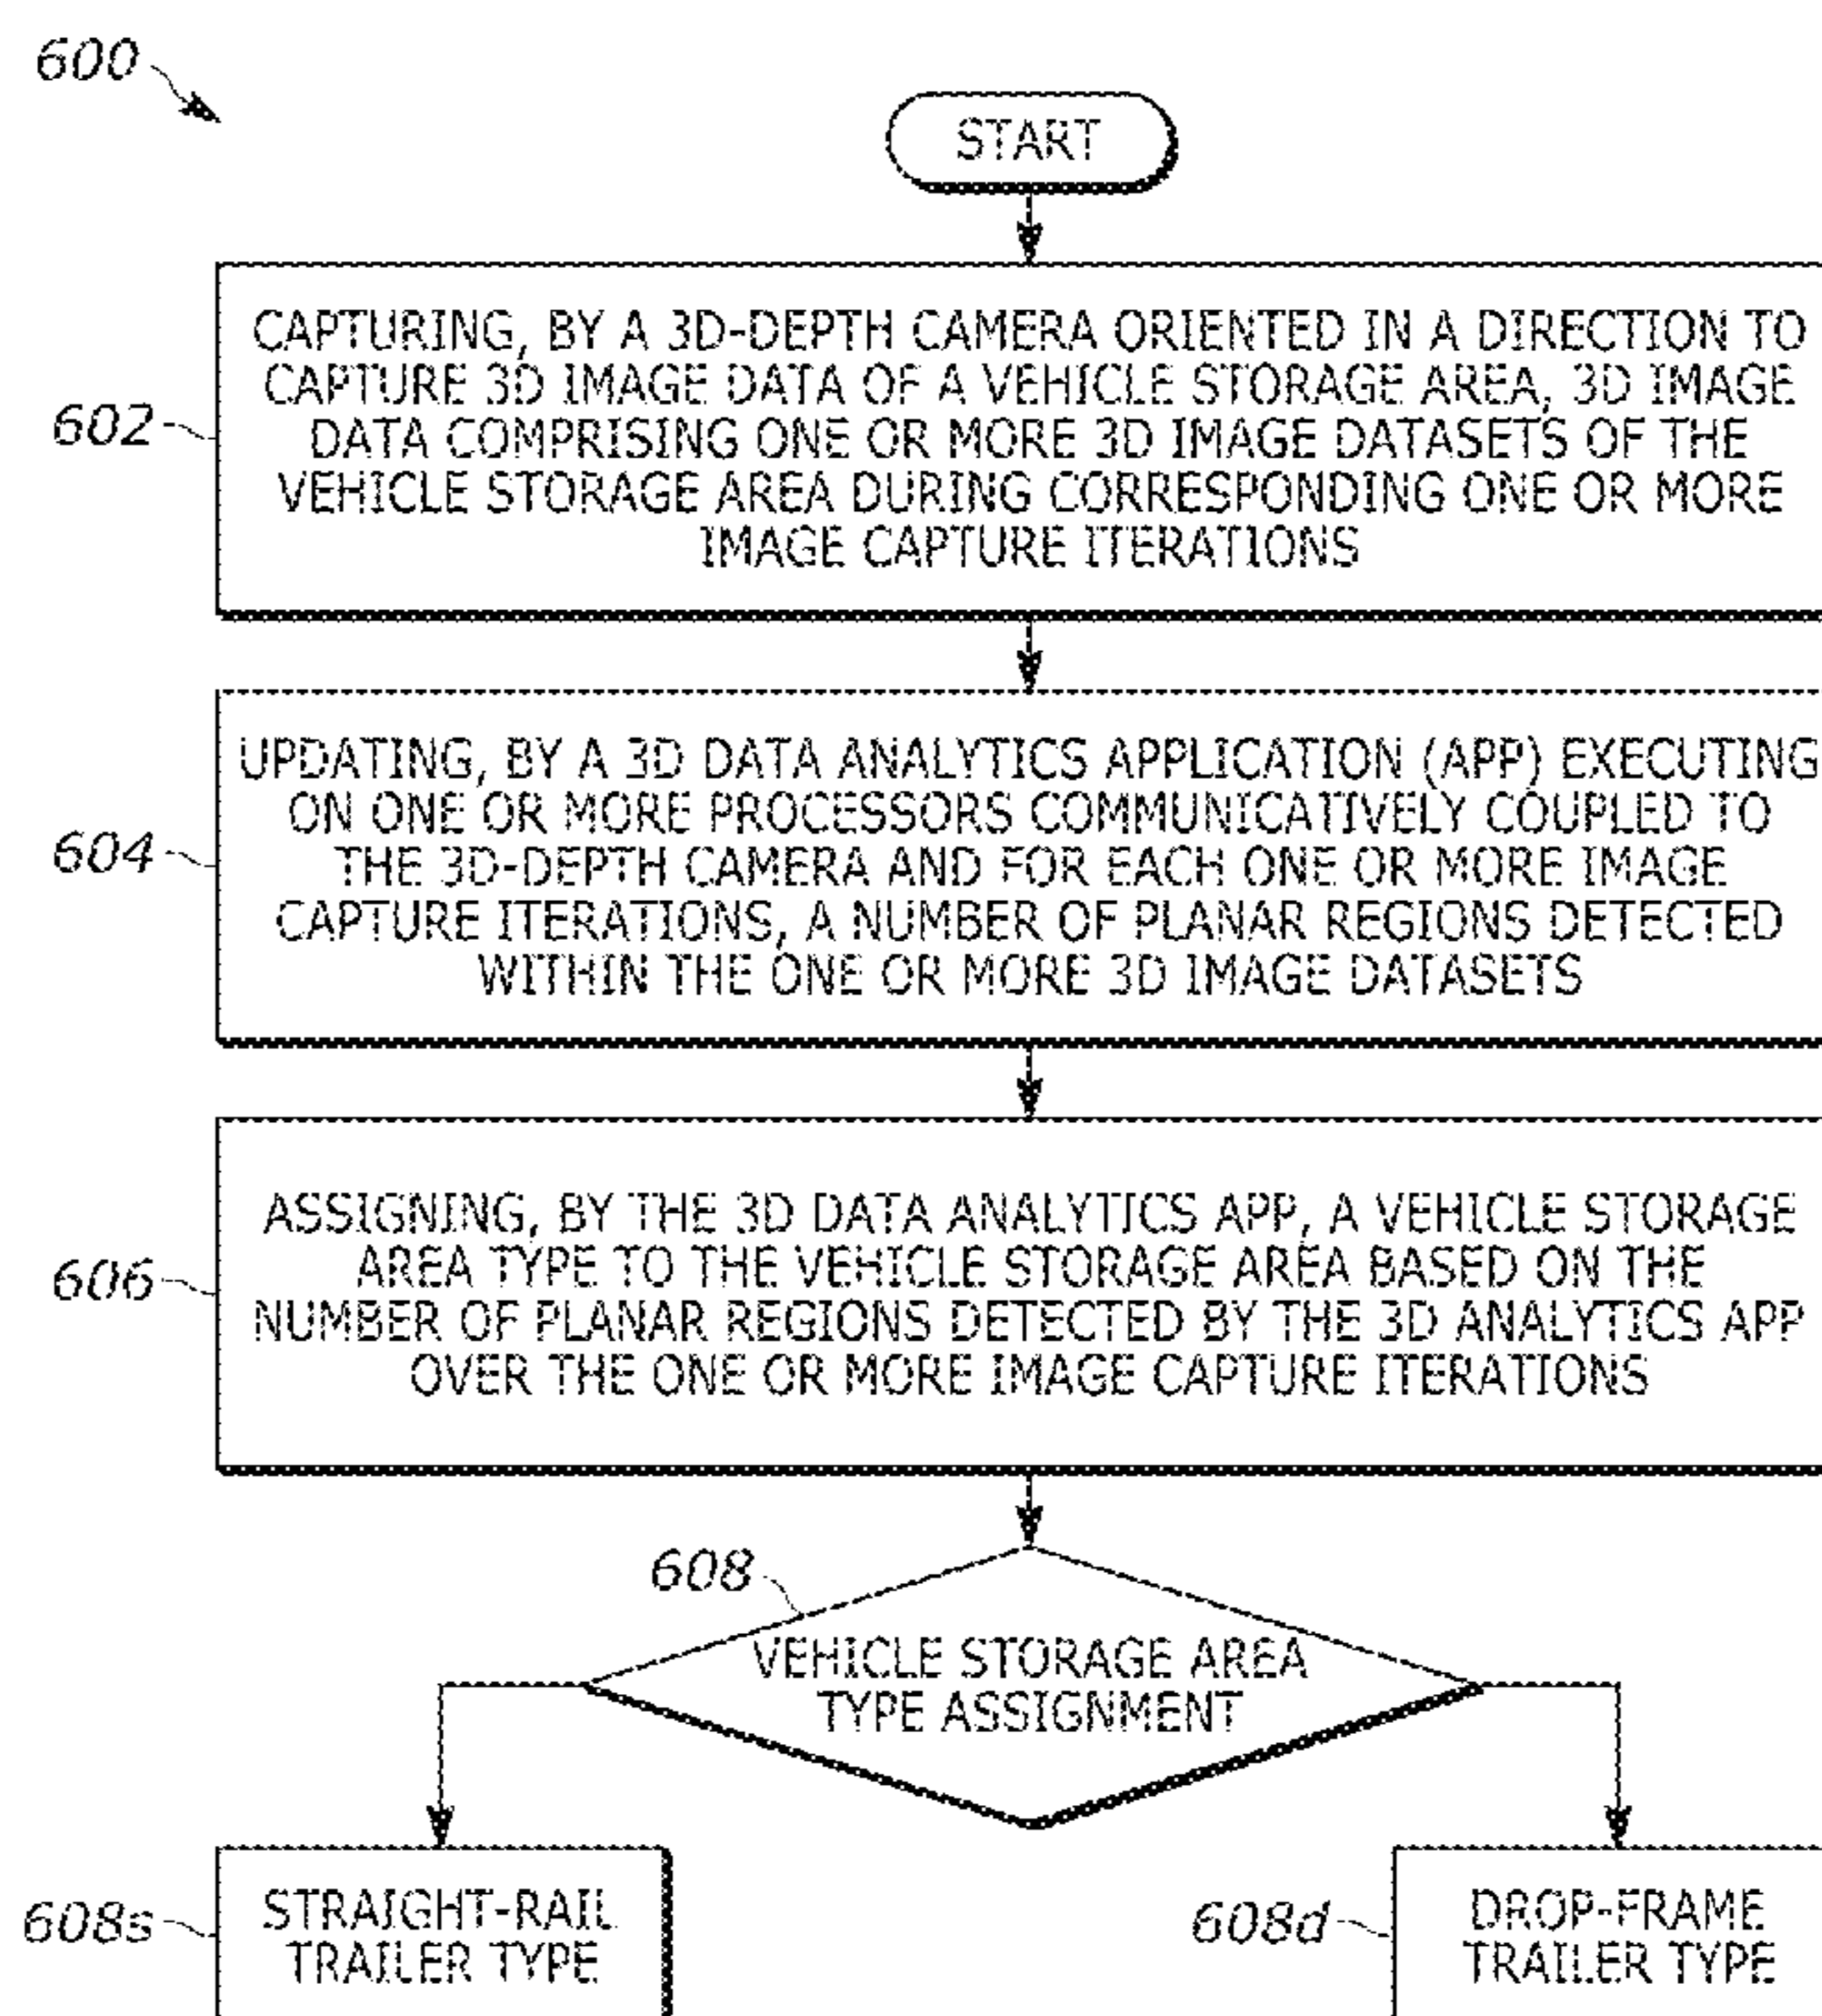 600
START
602
CAPTURING, BY A 3D-DEPTH CAMERA ORIENTED IN A DIRECTION TO
CAPTURE 3D IMAGE DATA OF A VEHICLE STORAGE AREA, 3D IMAGE
DATA COMPRISING ONE OR MORE 3D IMAGE DATASETS OF THE
VEHICLE STORAGE AREA DURING CORRESPONDING ONE OR MORE
IMAGE CAPTURE ITERATIONS
604
UPDATING, BY A 3D DATA ANALYTICS APPLICATION (APP) EXECUTING
ON ONE OR MORE PROCESSORS COMMUNICATIVELY COUPLED TO
THE 3D-DEPTH CAMERA AND FOR EACH ONE OR MORE IMAGE
CAPTURE ITERATIONS, A NUMBER OF PLANAR REGIONS DETECTED
WITHIN THE ONE OR MORE 3D IMAGE DATASETS
606
ASSIGNING, BY THE 3D DATA ANALYTICS APP, A VEHICLE STORAGE
AREA TYPE TO THE VEHICLE STORAGE AREA BASED ON THE
NUMBER OF PLANAR REGIONS DETECTED BY THE 3D ANALYTICS APP
OVER THE ONE OR MORE IMAGE CAPTURE ITERATIONS
608
VEHICLE STORAGE AREA
TYPE ASSIGNMENT
608s
STRAIGHT-RAIL
TRAILER TYPE
608d
DROP-FRAME
TRAILER TYPE